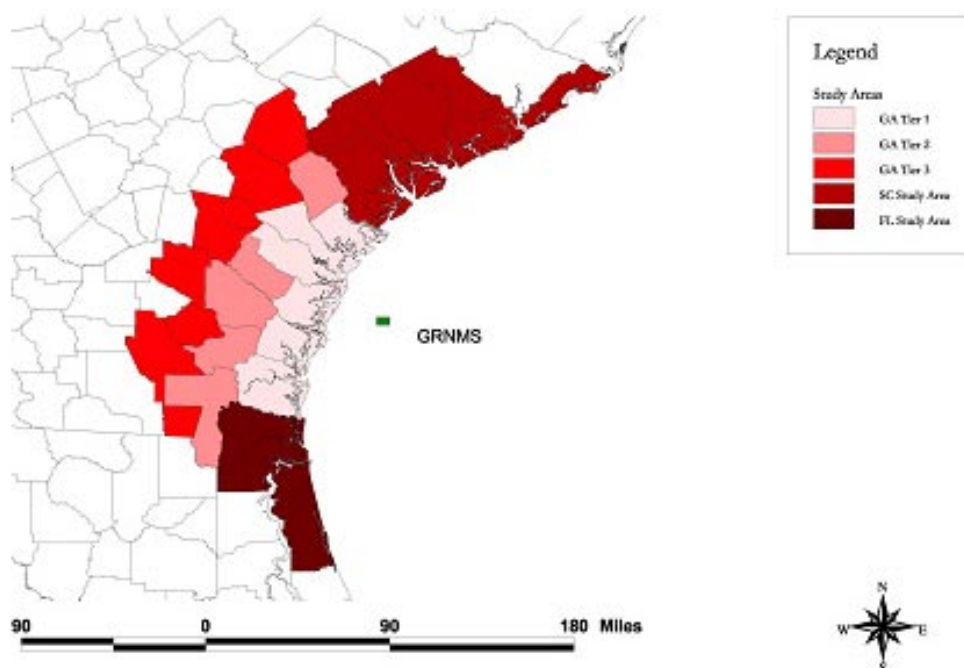 Legend
Study Areas
GA Tier 1
GA Tier 2
GA Tier 3
SC Study Area
FL Study Area
GRNMS
N
W E
S
90 0 90 180 Miles